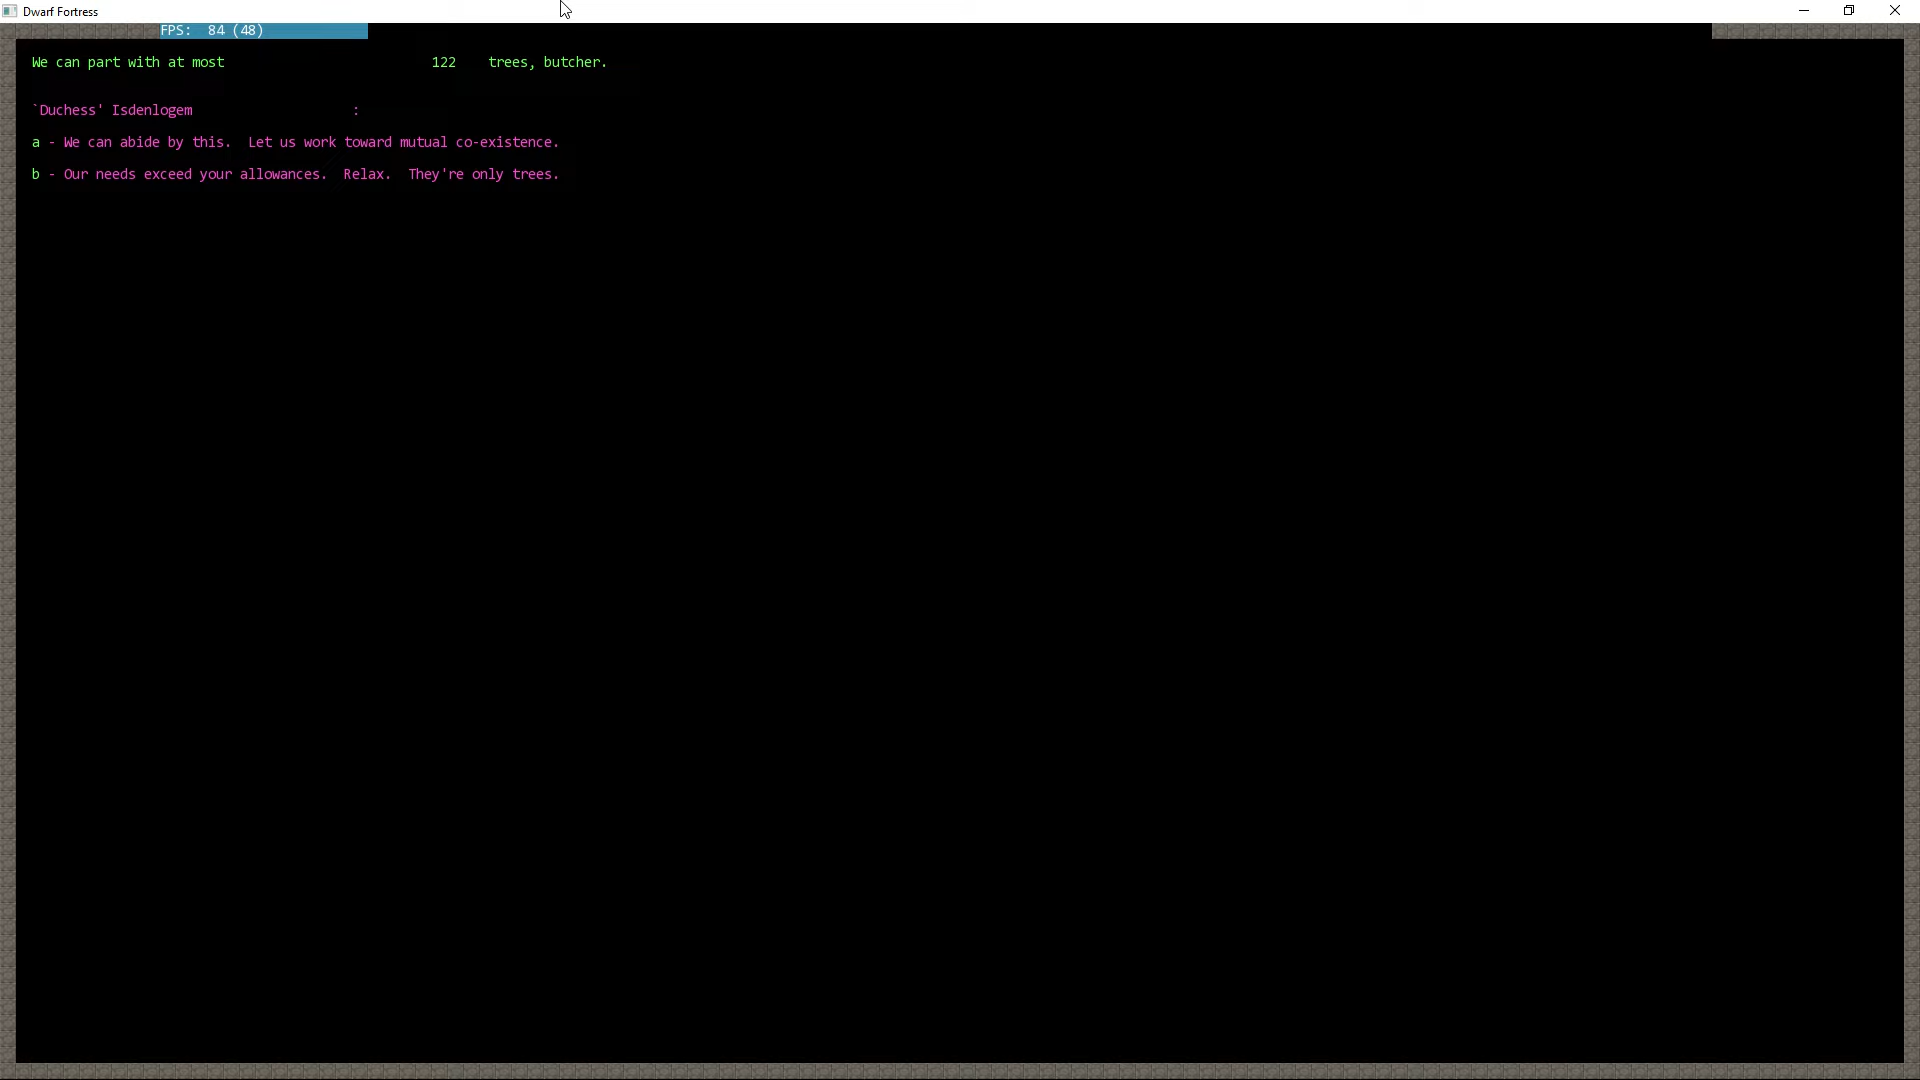 Dwarf Fortress
FPS:  84 (48)
We can part with at most 122 trees, butcher.
`Duchess' Isdenlogem :
a - We can abide by this.  Let us work toward mutual co-existence.
b - Our needs exceed your allowances.  Relax.  They're only trees.